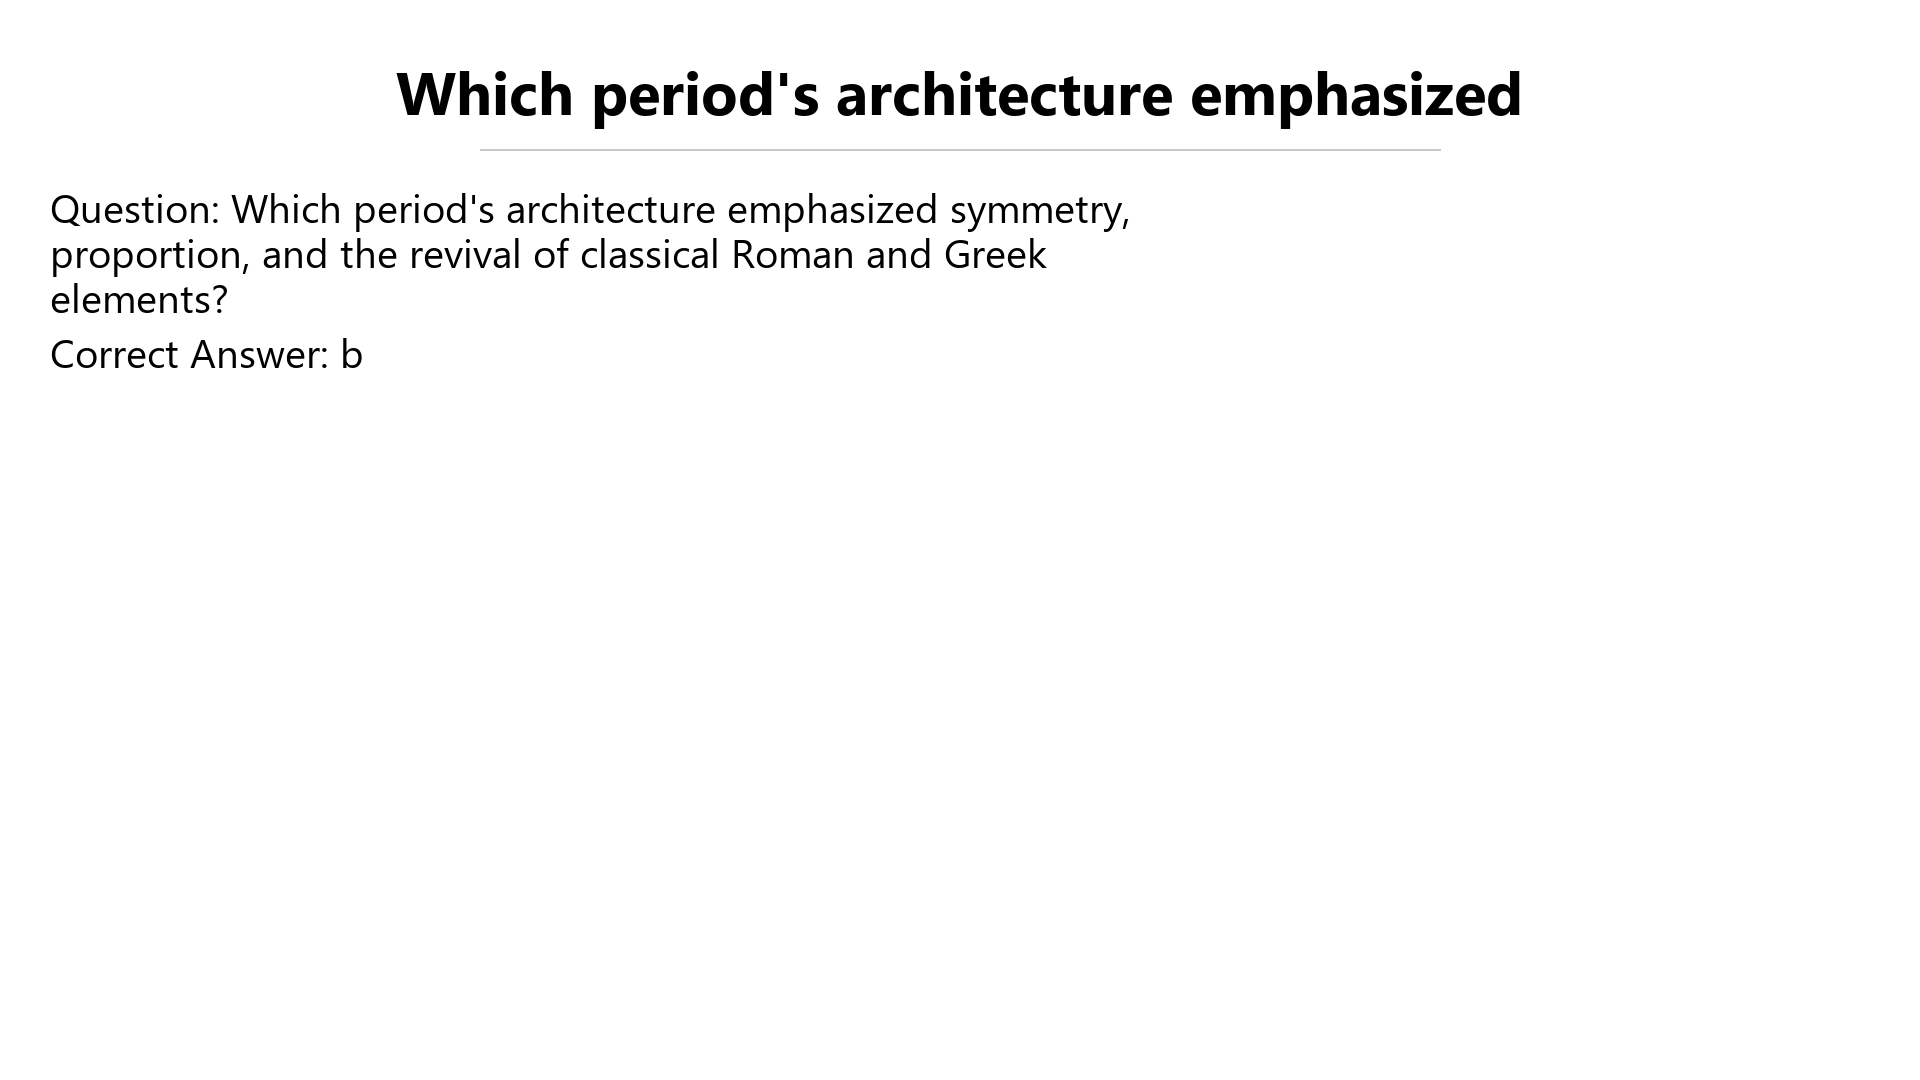 Which period's architecture emphasized
Question: Which period's architecture emphasized symmetry,
proportion, and the revival of classical Roman and Greek
elements?
Correct Answer: b